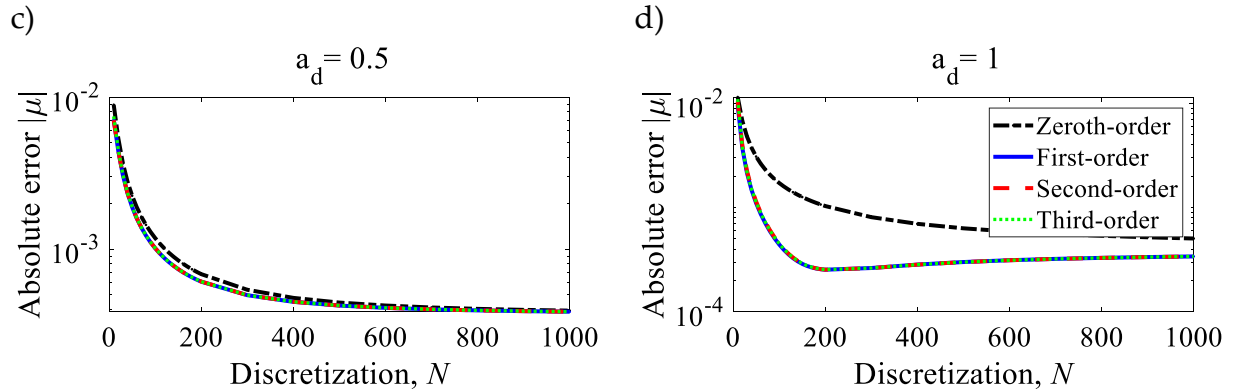 c)
a_d= 0.5
Absolute error |μ|
10^-2
10^-3
0 200 400 600 800 1000
Discretization, N
d)
a_d= 1
Absolute error |μ|
10^-2
10^-3
10^-4
0 200 400 600 800 1000
Discretization, N
Zeroth-order
First-order
Second-order
Third-order